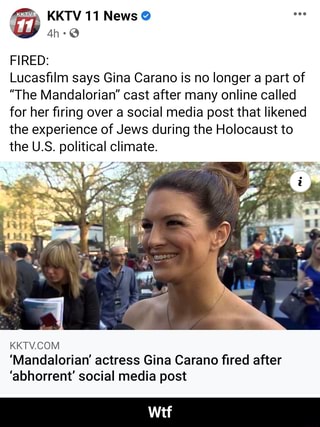 KKTV
11
KKTV 11 News
4h
FIRED:
Lucasfilm says Gina Carano is no longer a part of
"The Mandalorian" cast after many online called
for her firing over a social media post that likened
the experience of Jews during the Holocaust to
the U.S. political climate.
i
KKTV.COM
'Mandalorian' actress Gina Carano fired after
'abhorrent' social media post
Wtf